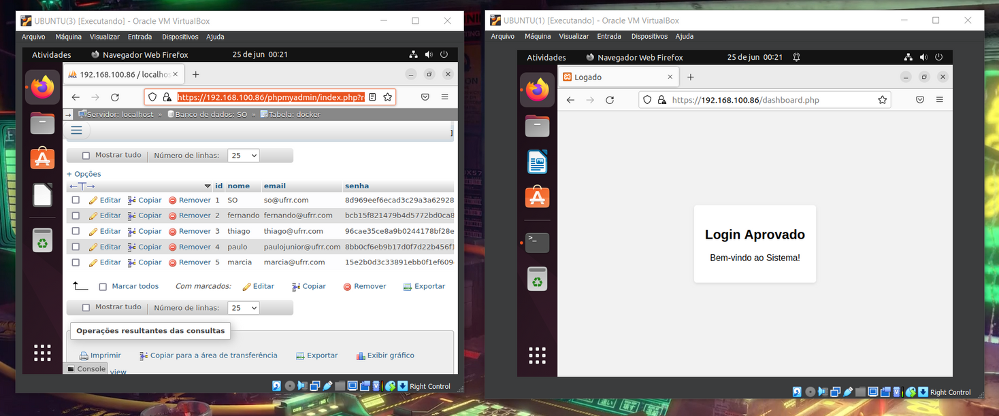 UBUNTU(3) [Executando] - Oracle VM VirtualBox
Arquivo Máquina Visualizar Entrada Dispositivos Ajuda
Atividades Navegador Web Firefox 25 de jun 00:21
192.168.100.86 / localhos
https://192.168.100.86/phpmyadmin/index.php?r
Servidor: localhost » Banco de dados: SO » Tabela: docker
Mostrar tudo Número de linhas: 25
+ Opções
←T→ id nome email senha
Editar Copiar Remover 1 SO so@ufrr.com 8d969eef6ecad3c29a3a62928
Editar Copiar Remover 2 fernando fernando@ufrr.com bcb15f821479b4d5772bd0ca8
Editar Copiar Remover 3 thiago thiago@ufrr.com 96cae35ce8a9b0244178bf28e
Editar Copiar Remover 4 paulo paulojunior@ufrr.com 8bb0cf6eb9b17d0f7d22b456f1
Editar Copiar Remover 5 marcia marcia@ufrr.com 15e2b0d3c33891ebb0f1ef609
Marcar todos Com marcados: Editar Copiar Remover Exportar
Mostrar tudo Número de linhas: 25
Operações resultantes das consultas
Imprimir Copiar para a área de transferência Exportar Exibir gráfico
Console view
Right Control
UBUNTU(1) [Executando] - Oracle VM VirtualBox
Arquivo Máquina Visualizar Entrada Dispositivos Ajuda
Atividades Navegador Web Firefox 25 de jun 00:21
Logado
https://192.168.100.86/dashboard.php
Login Aprovado
Bem-vindo ao Sistema!
Right Control